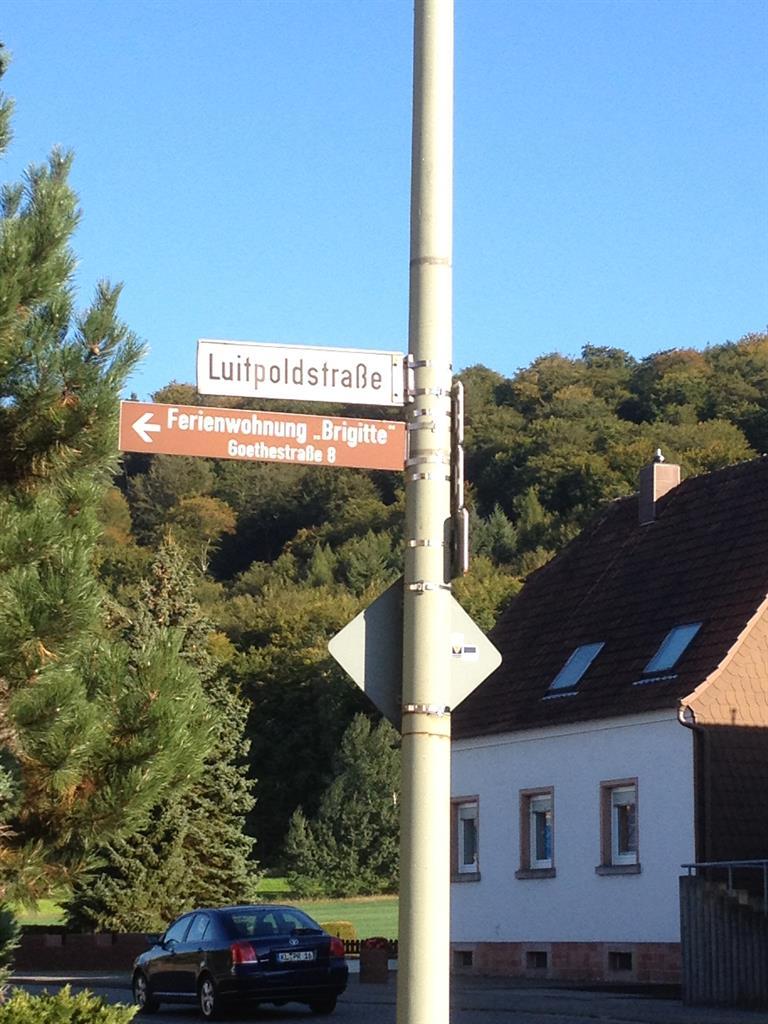 Luitpoldstraße
← Ferienwohnung „Brigitte"
Goethestraße 8